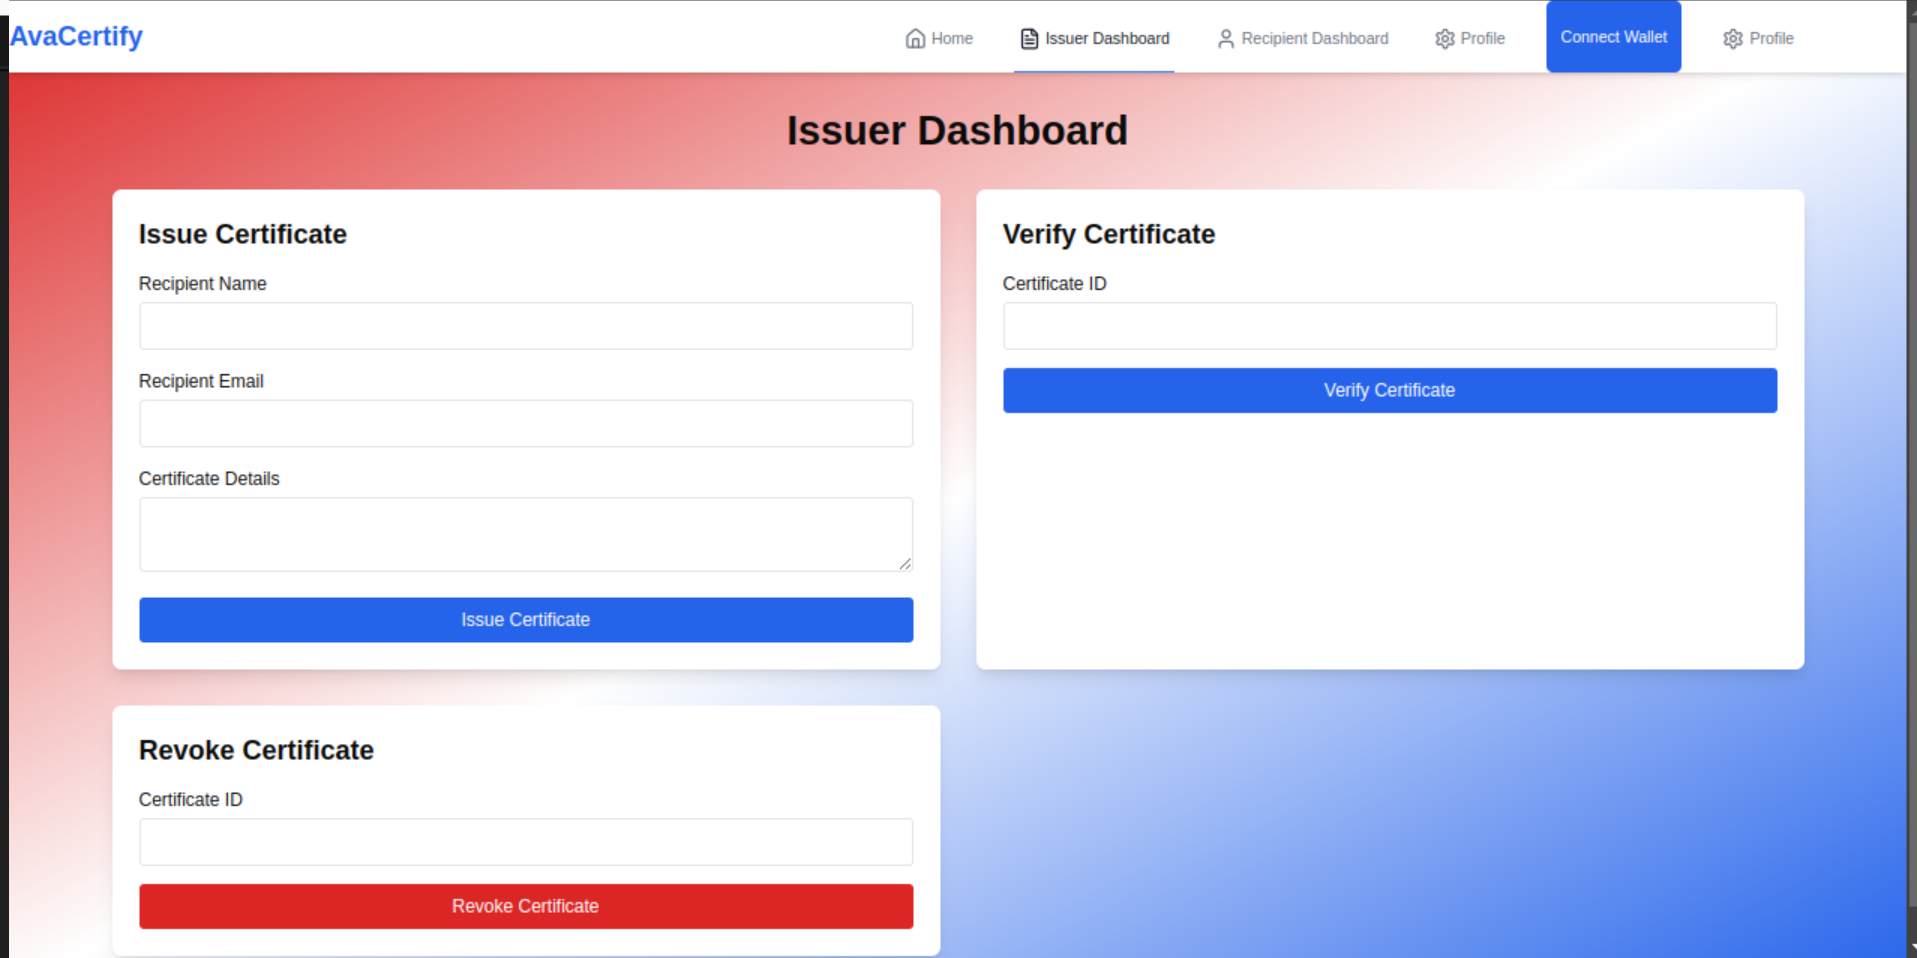 AvaCertify
Home
Issuer Dashboard
Recipient Dashboard
Profile
Connect Wallet
Profile
Issuer Dashboard
Issue Certificate
Recipient Name
Recipient Email
Certificate Details
Issue Certificate
Verify Certificate
Certificate ID
Verify Certificate
Revoke Certificate
Certificate ID
Revoke Certificate